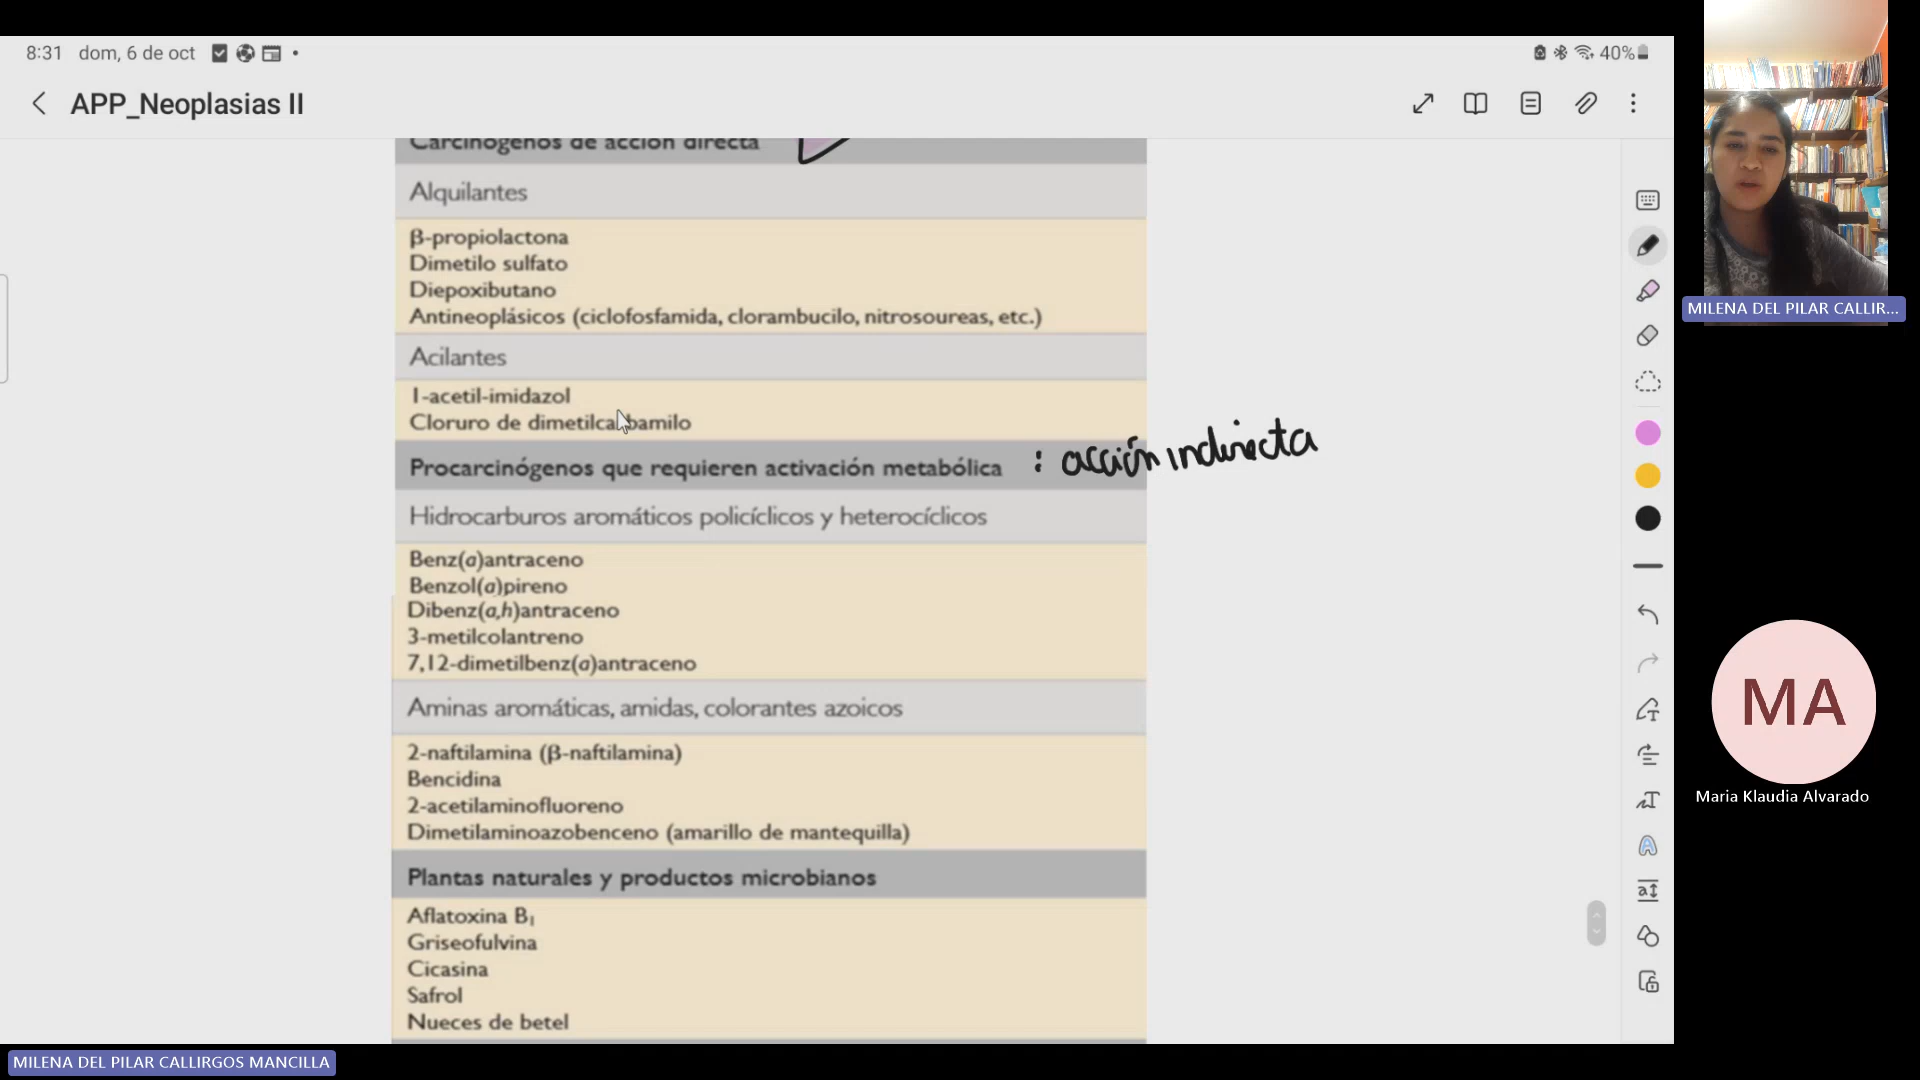 8:31 dom, 6 de oct
40%
APP_Neoplasias II
Carcinógenos de acción directa
Alquilantes
β-propiolactona
Dimetilo sulfato
Diepoxibutano
Antineoplásicos (ciclofosfamida, clorambucilo, nitrosoureas, etc.)
Acilantes
1-acetil-imidazol
Cloruro de dimetilcarbamilo
Procarcinógenos que requieren activación metabólica : acción indirecta
Hidrocarburos aromáticos policíclicos y heterocíclicos
Benz(a)antraceno
Benzol(a)pireno
Dibenz(a,h)antraceno
3-metilcolantreno
7,12-dimetilbenz(a)antraceno
Aminas aromáticas, amidas, colorantes azoicos
2-naftilamina (β-naftilamina)
Bencidina
2-acetilaminofluoreno
Dimetilaminoazobenceno (amarillo de mantequilla)
Plantas naturales y productos microbianos
Aflatoxina B₁
Griseofulvina
Cicasina
Safrol
Nueces de betel
MILENA DEL PILAR CALLIR...
MA
Maria Klaudia Alvarado
MILENA DEL PILAR CALLIRGOS MANCILLA